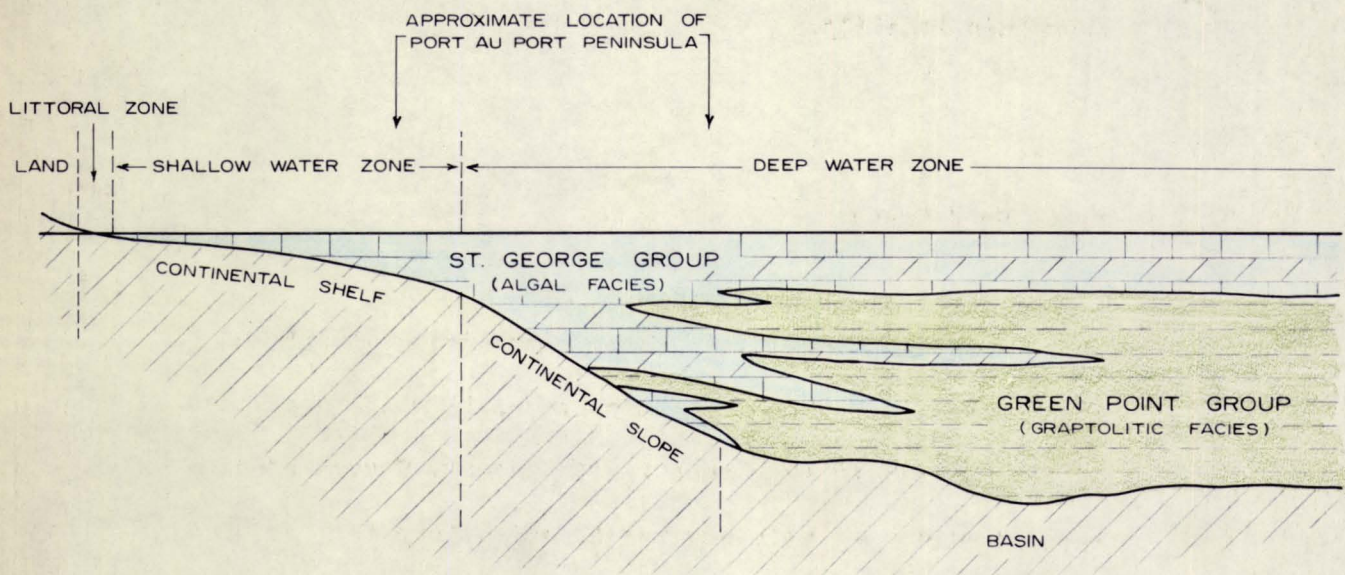 APPROXIMATE LOCATION OF
PORT AU PORT PENINSULA
LITTORAL ZONE
LAND
SHALLOW WATER ZONE
DEEP WATER ZONE
ST. GEORGE GROUP
(ALGAL FACIES)
CONTINENTAL SHELF
CONTINENTAL SLOPE
GREEN POINT GROUP
(GRAPTOLITIC FACIES)
BASIN